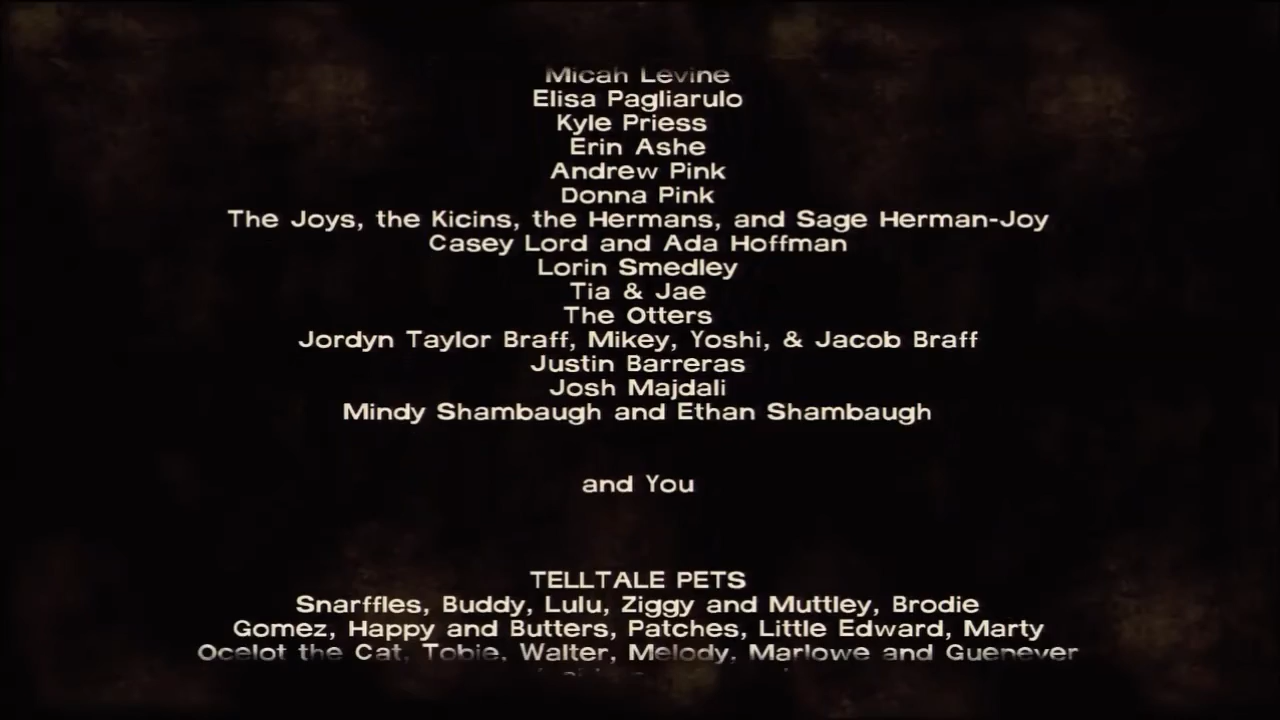 Micah Levine
Elisa Pagliarulo
Kyle Priess
Erin Ashe
Andrew Pink
Donna Pink
The Joys, the Kicins, the Hermans, and Sage Herman-Joy
Casey Lord and Ada Hoffman
Lorin Smedley
Tia & Jae
The Otters
Jordyn Taylor Braff, Mikey, Yoshi, & Jacob Braff
Justin Barreras
Josh Majdali
Mindy Shambaugh and Ethan Shambaugh
and You
TELLTALE PETS
Snarffles, Buddy, Lulu, Ziggy and Muttley, Brodie
Gomez, Happy and Butters, Patches, Little Edward, Marty
Ocelot the Cat, Tobie, Walter, Melody, Marlowe and Guenever